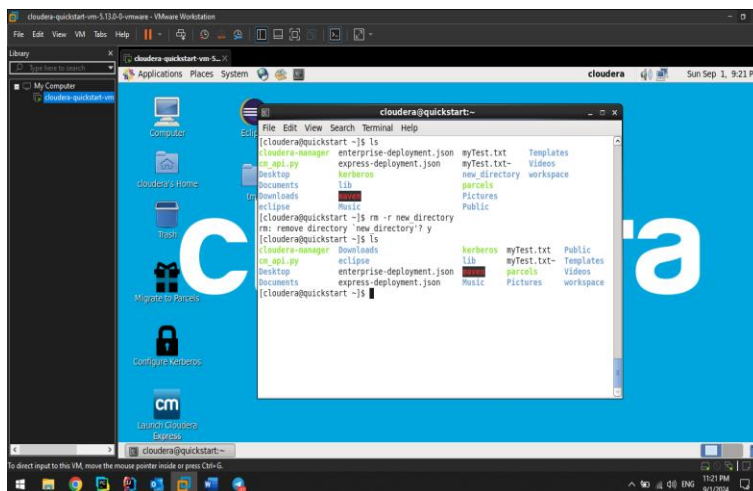 cloudera-quickstart-vm-5.13.0-0-vmware - VMware Workstation
File Edit View VM Tabs Help
Library
Type here to search
My Computer
cloudera-quickstart-vm
cloudera-quickstart-vm-5...
Applications Places System
cloudera
Sun Sep 1, 9:21 P
Computer
Eclip
cloudera's Home
Trash
Migrate to Parcels
Configure Kerberos
cm
Launch Cloudera
Express
cloudera@quickstart:~
File Edit View Search Terminal Help
[cloudera@quickstart ~]$ ls
cloudera-manager enterprise-deployment.json myTest.txt Templates
cm_api.py express-deployment.json myTest.txt~ Videos
Desktop kerberos new_directory workspace
Documents lib parcels
Downloads maven Pictures
eclipse Music Public
[cloudera@quickstart ~]$ rm -r new_directory
rm: remove directory `new_directory'? y
[cloudera@quickstart ~]$ ls
cloudera-manager Downloads kerberos myTest.txt Public
cm_api.py eclipse lib myTest.txt~ Templates
Desktop enterprise-deployment.json maven parcels Videos
Documents express-deployment.json Music Pictures workspace
[cloudera@quickstart ~]$
cloudera@quickstart:~
To direct input to this VM, move the mouse pointer inside or press Ctrl+G.
ENG
11:21 PM
9/1/2024